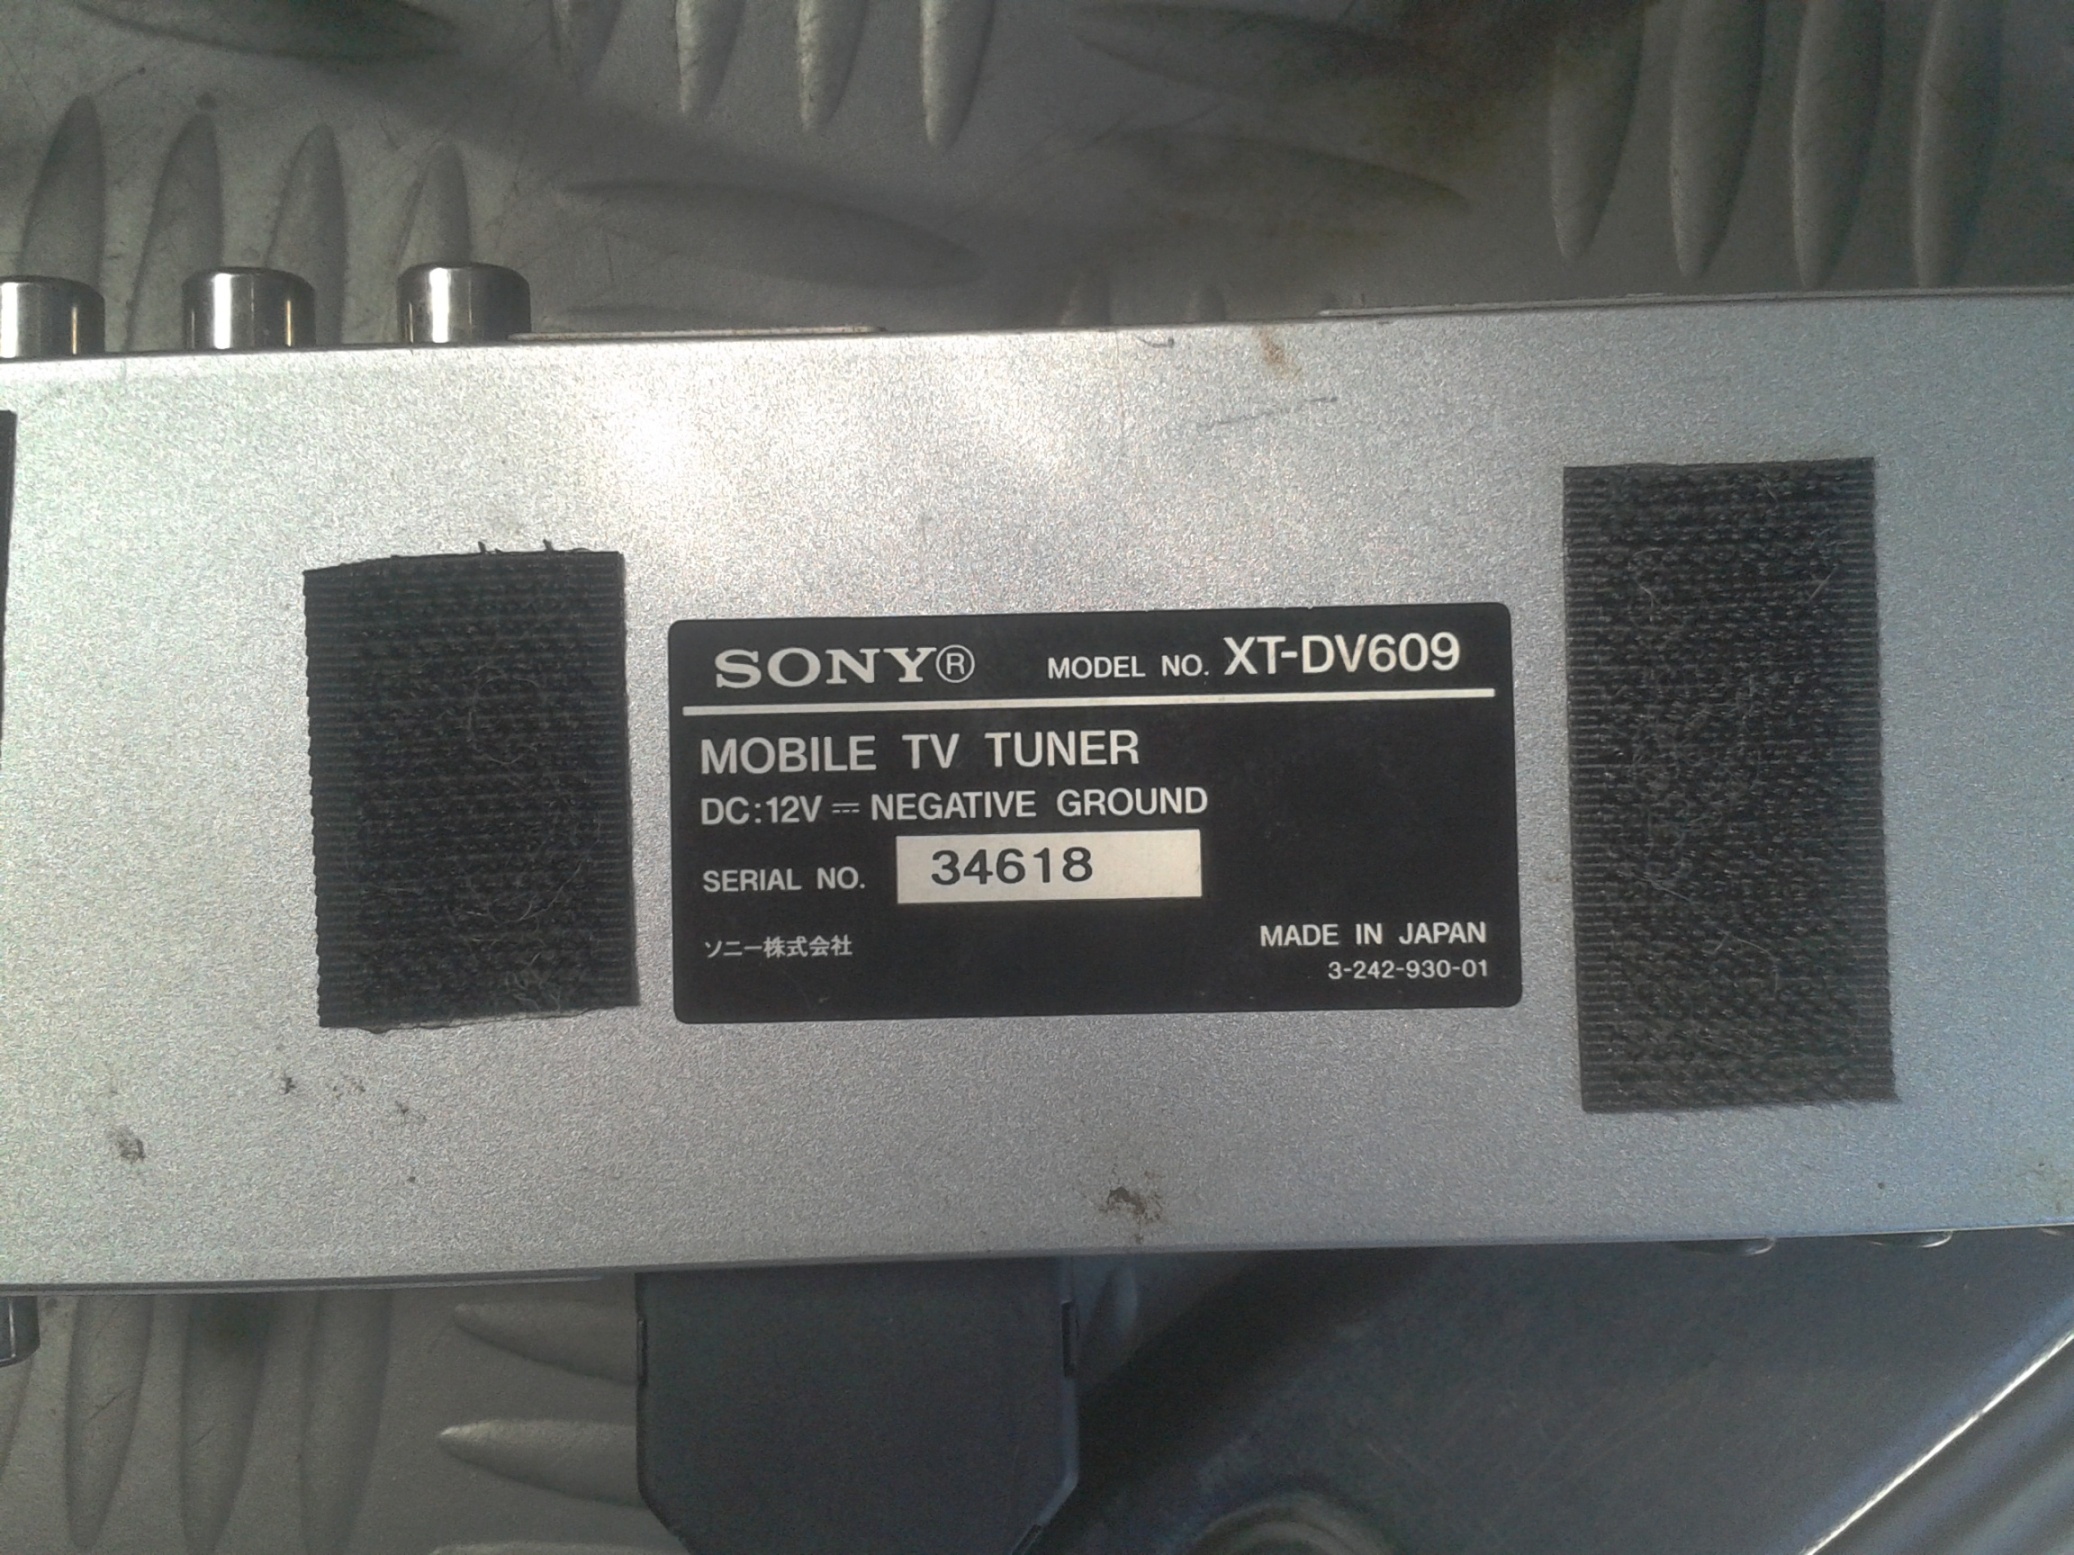 SONY® MODEL NO. XT-DV609
MOBILE TV TUNER
DC:12V ⎓ NEGATIVE GROUND
SERIAL NO. 34618
ソニー株式会社 MADE IN JAPAN
3-242-930-01